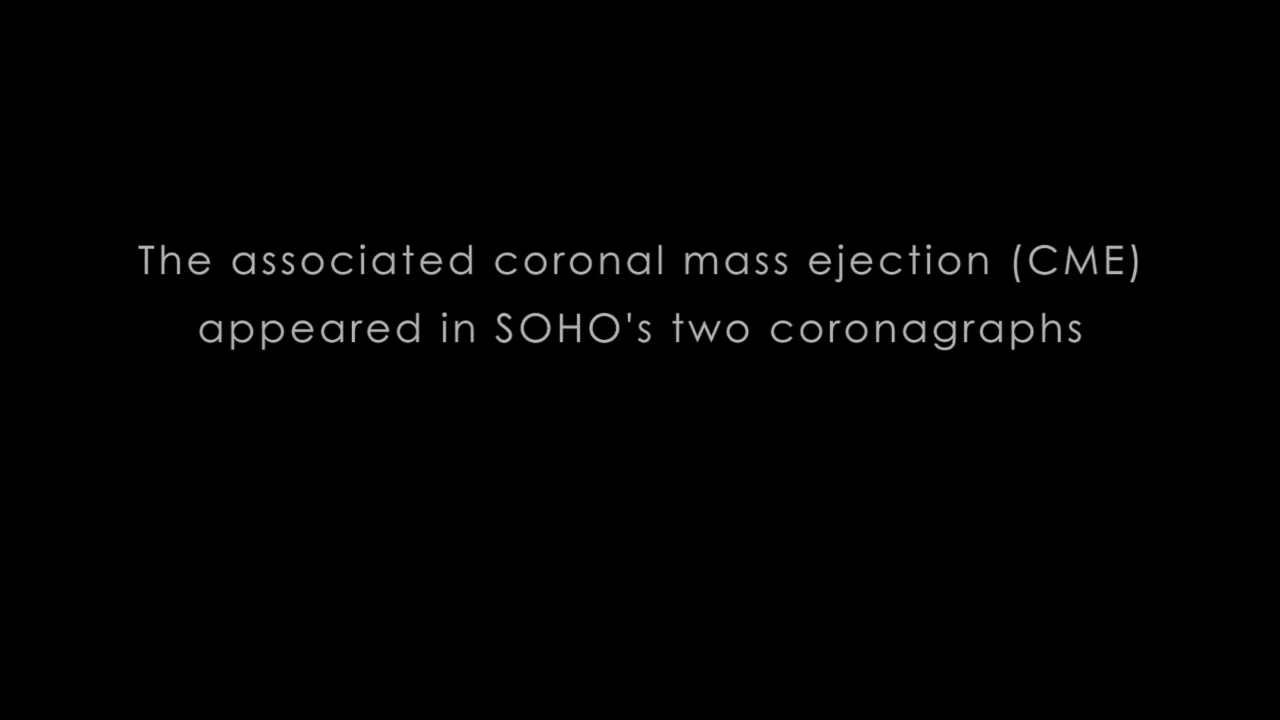 The associated coronal mass ejection (CME)
appeared in SOHO's two coronagraphs